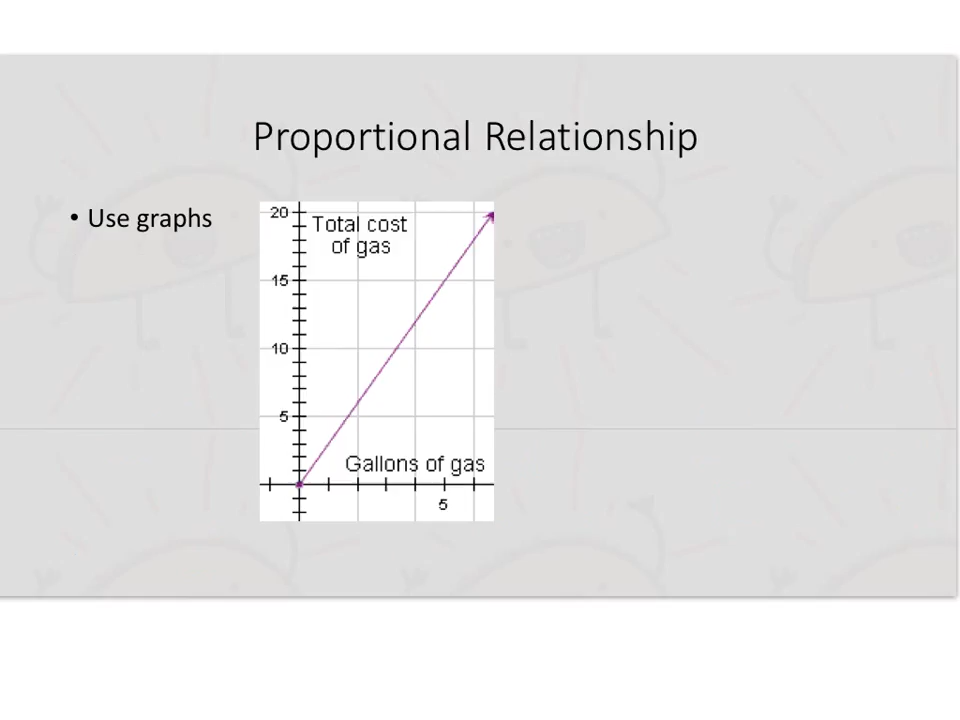 Proportional Relationship
• Use graphs
20
Total cost
of gas
15
10
5
Gallons of gas
5